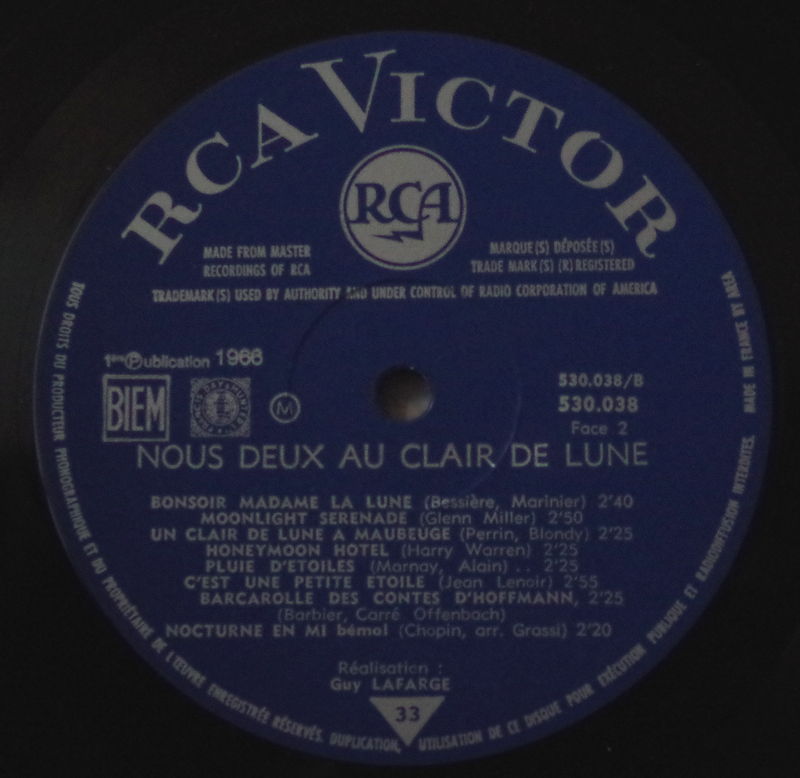 RCA VICTOR
RCA
MADE FROM MASTER
RECORDINGS OF RCA
MARQUE(S) DÉPOSÉE(S)
TRADE MARK(S) (R) REGISTERED
TRADEMARK(S) USED BY AUTHORITY AND UNDER CONTROL OF RADIO CORPORATION OF AMERICA
1ère Publication 1966
BIEM
M
530.038/B
530.038
Face 2
NOUS DEUX AU CLAIR DE LUNE
BONSOIR MADAME LA LUNE (Bessière, Marinier) 2'40
MOONLIGHT SERENADE (Glenn Miller) 2'50
UN CLAIR DE LUNE A MAUBEUGE (Perrin, Blondy) 2'25
HONEYMOON HOTEL (Harry Warren) 2'25
PLUIE D'ETOILES (Mornay, Alain) .. 2'25
C'EST UNE PETITE ETOILE (Jean Lenoir) 2'55
BARCAROLLE DES CONTES D'HOFFMANN, 2'25
(Barbier, Carré Offenbach)
NOCTURNE EN MI bémol (Chopin, arr. Grassi) 2'20
Réalisation :
Guy LAFARGE
33
TOUS DROITS DU PRODUCTEUR PHONOGRAPHIQUE ET DU PROPRIÉTAIRE DE L'ŒUVRE ENREGISTRÉE RÉSERVÉS. DUPLICATION, UTILISATION DE CE DISQUE POUR EXÉCUTION PUBLIQUE ET RADIODIFFUSION INTERDITES. MADE IN FRANCE BY AREA